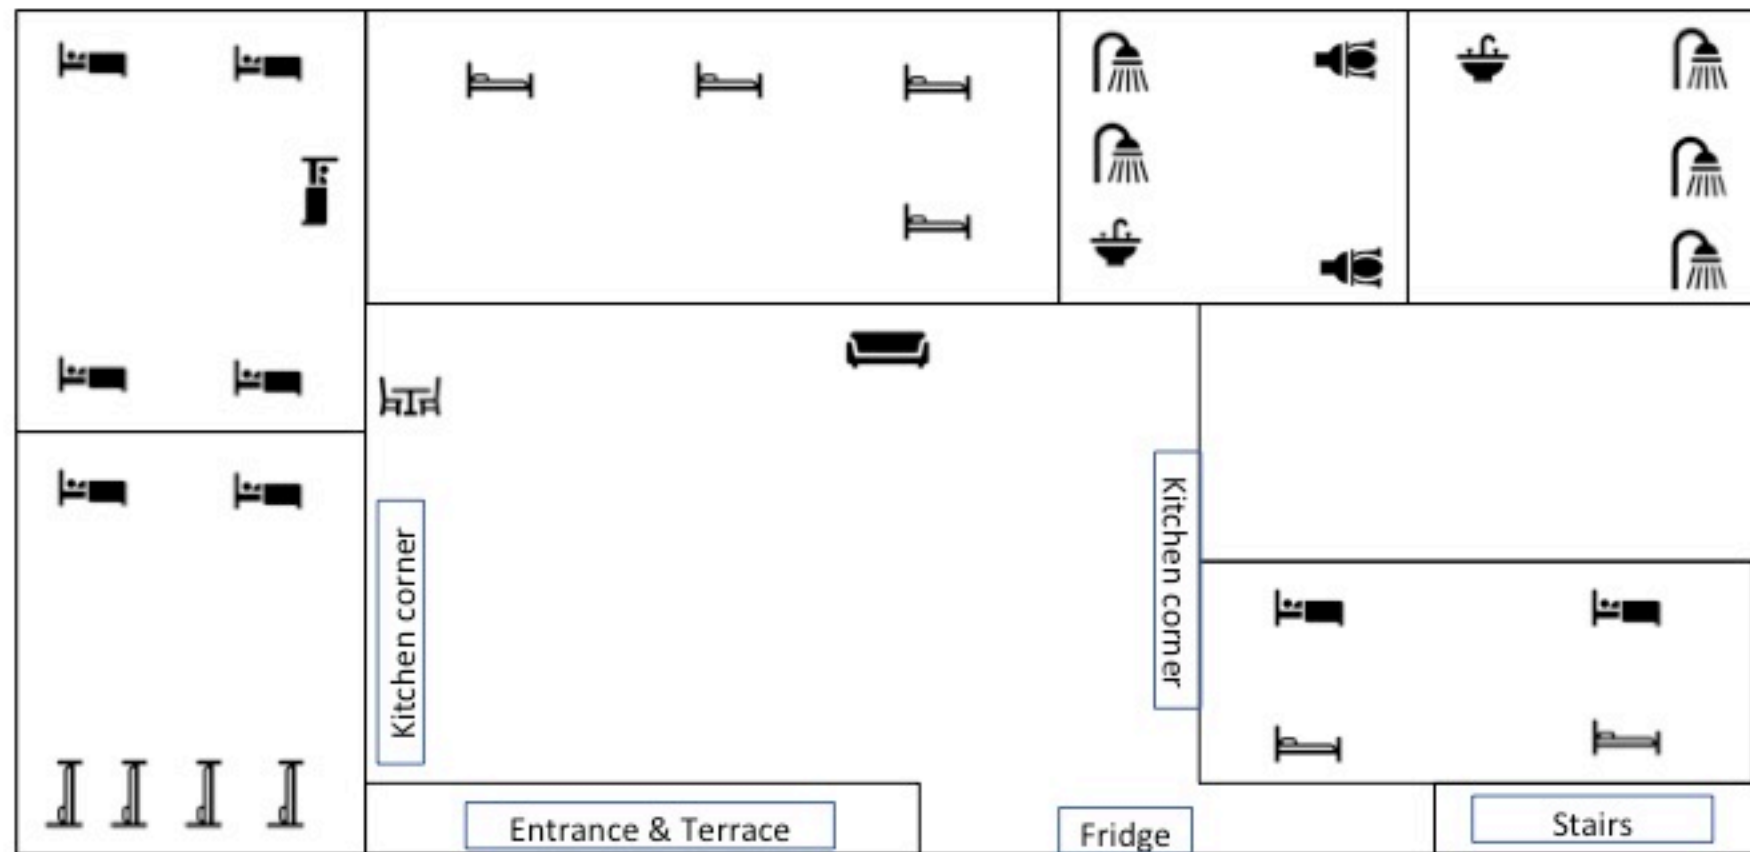 Kitchen corner
Kitchen corner
Entrance & Terrace
Fridge
Stairs